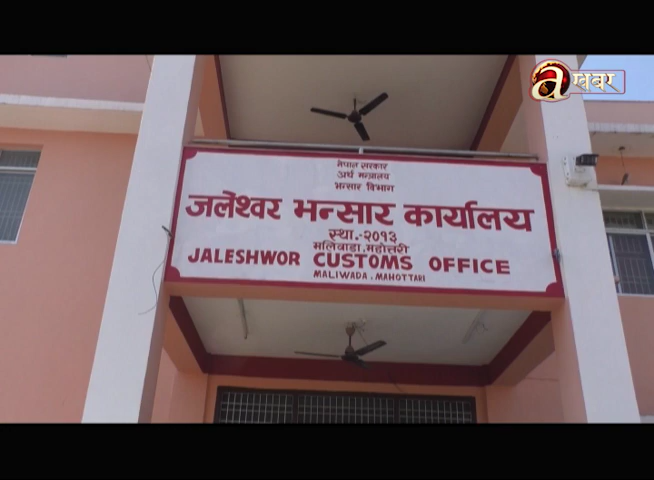 a खबर
नेपाल सरकार
अर्थ मन्त्रालय
भन्सार विभाग
जलेश्वर भन्सार कार्यालय
स्था.-२०१३
मलिवाडा,महोत्तरी
JALESHWOR CUSTOMS OFFICE
MALIWADA. MAHOTTARI